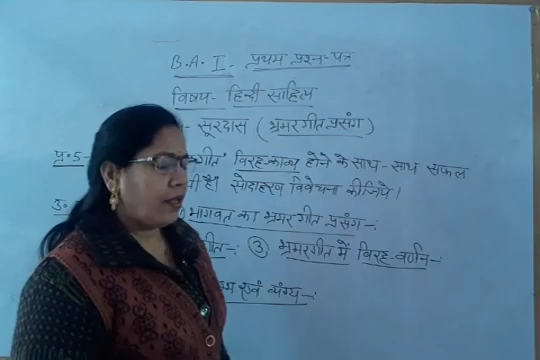 B.A. I - प्रथम प्रश्न-पत्र
विषय- हिन्दी साहित्य
- सूरदास (भ्रमरगीत प्रसंग)
प्र॰5- गीत' विरह-काव्य होने के साथ-साथ सफल
भी है। सोदाहरण विवेचना कीजिये।
उ॰ भागवत का भ्रमरगीत प्रसंग-:
गीत-: ③ भ्रमरगीत में विरह-वर्णन-:
एवं व्यंग्य-: